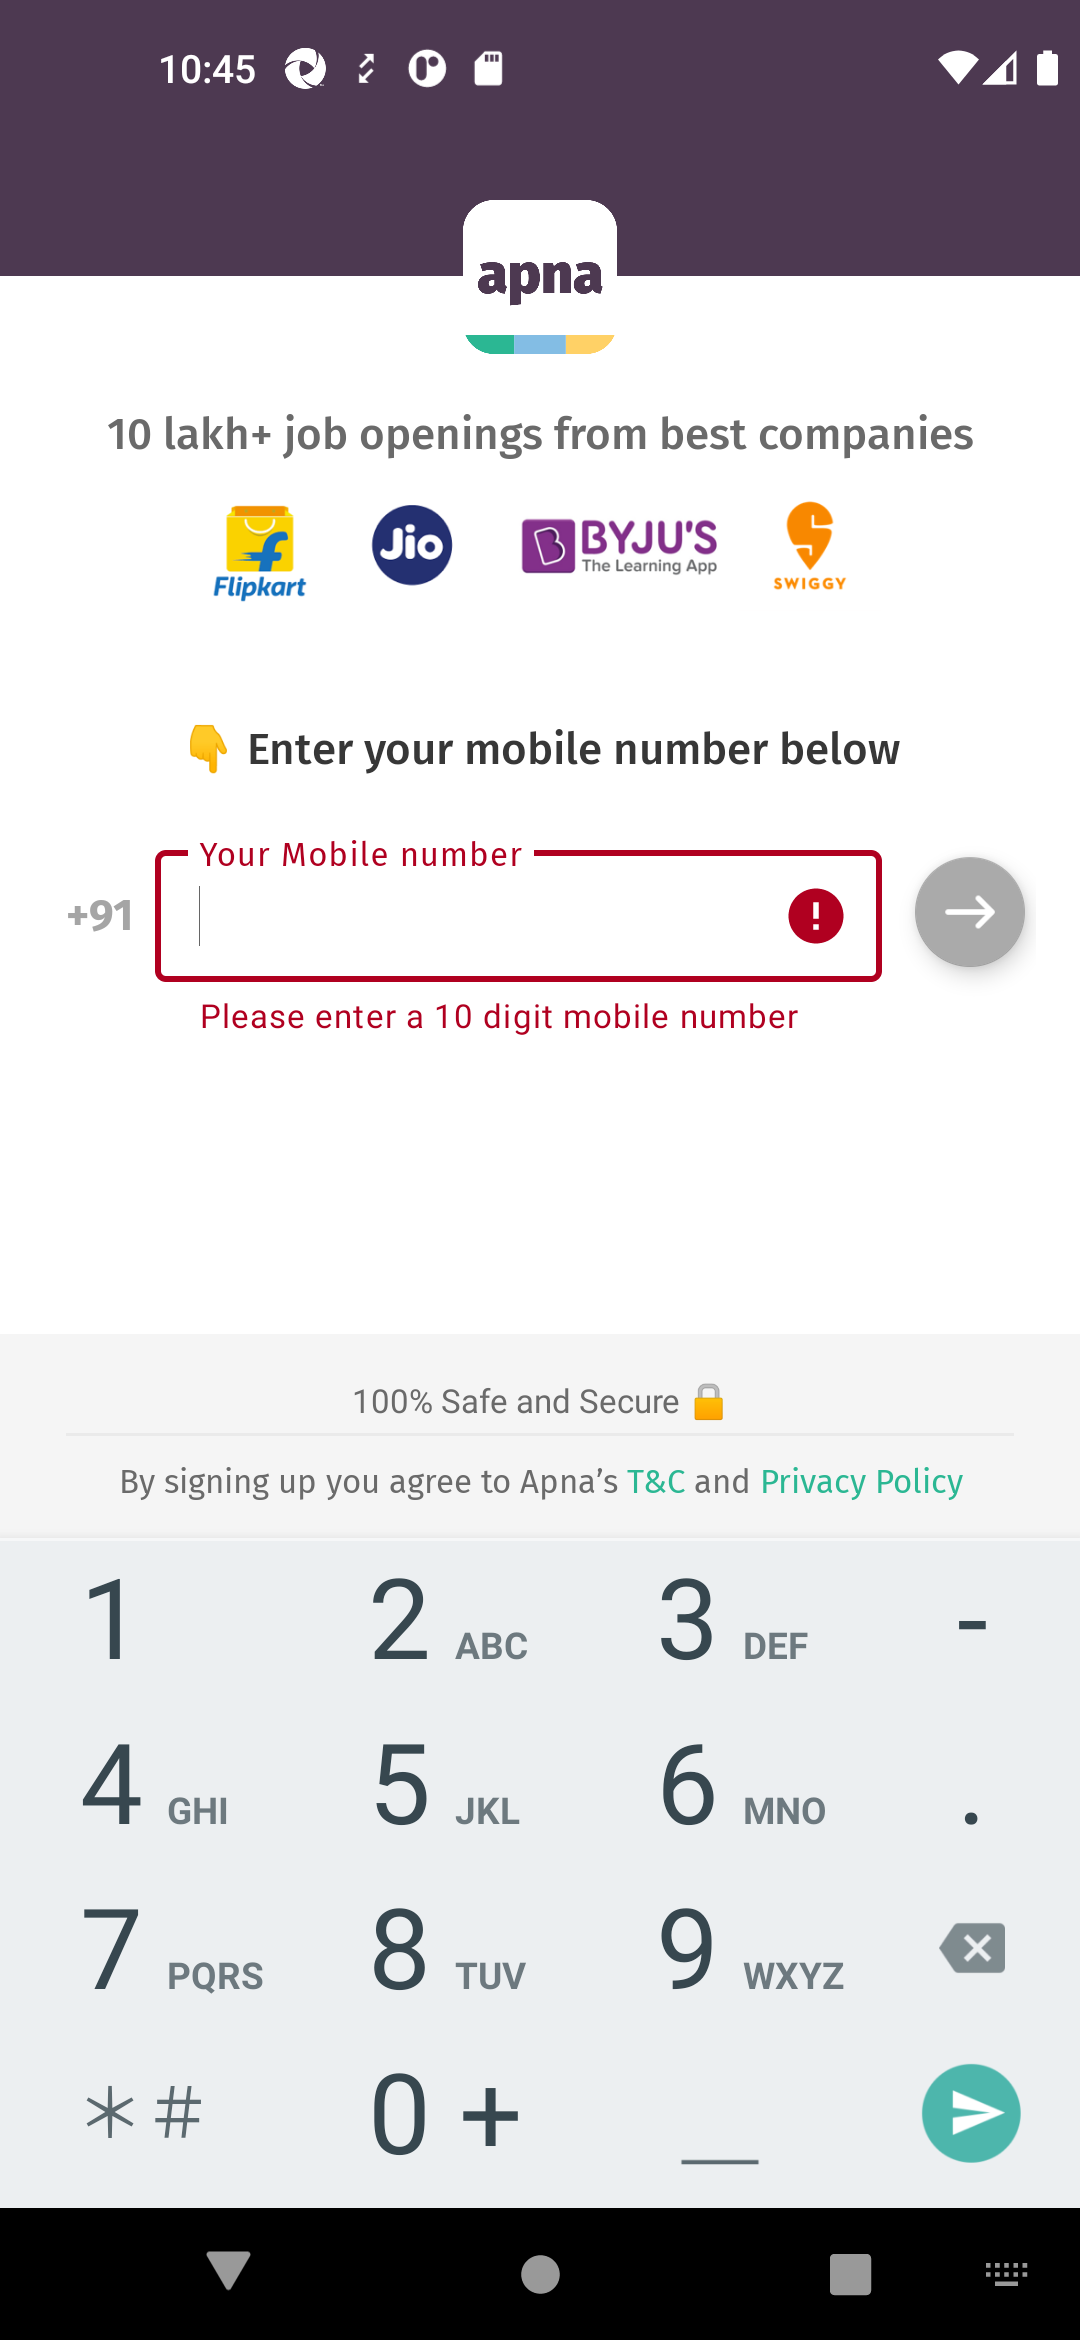 10:45
apna
10 lakh+ job openings from best companies
Flipkart
Jio
BYJU'S
The Learning App
SWIGGY
👇 Enter your mobile number below
Your Mobile number
+91
Please enter a 10 digit mobile number
100% Safe and Secure 🔒
By signing up you agree to Apna’s T&C and Privacy Policy
1 2 ABC 3 DEF -
4 GHI 5 JKL 6 MNO .
7 PQRS 8 TUV 9 WXYZ
* # 0 + _